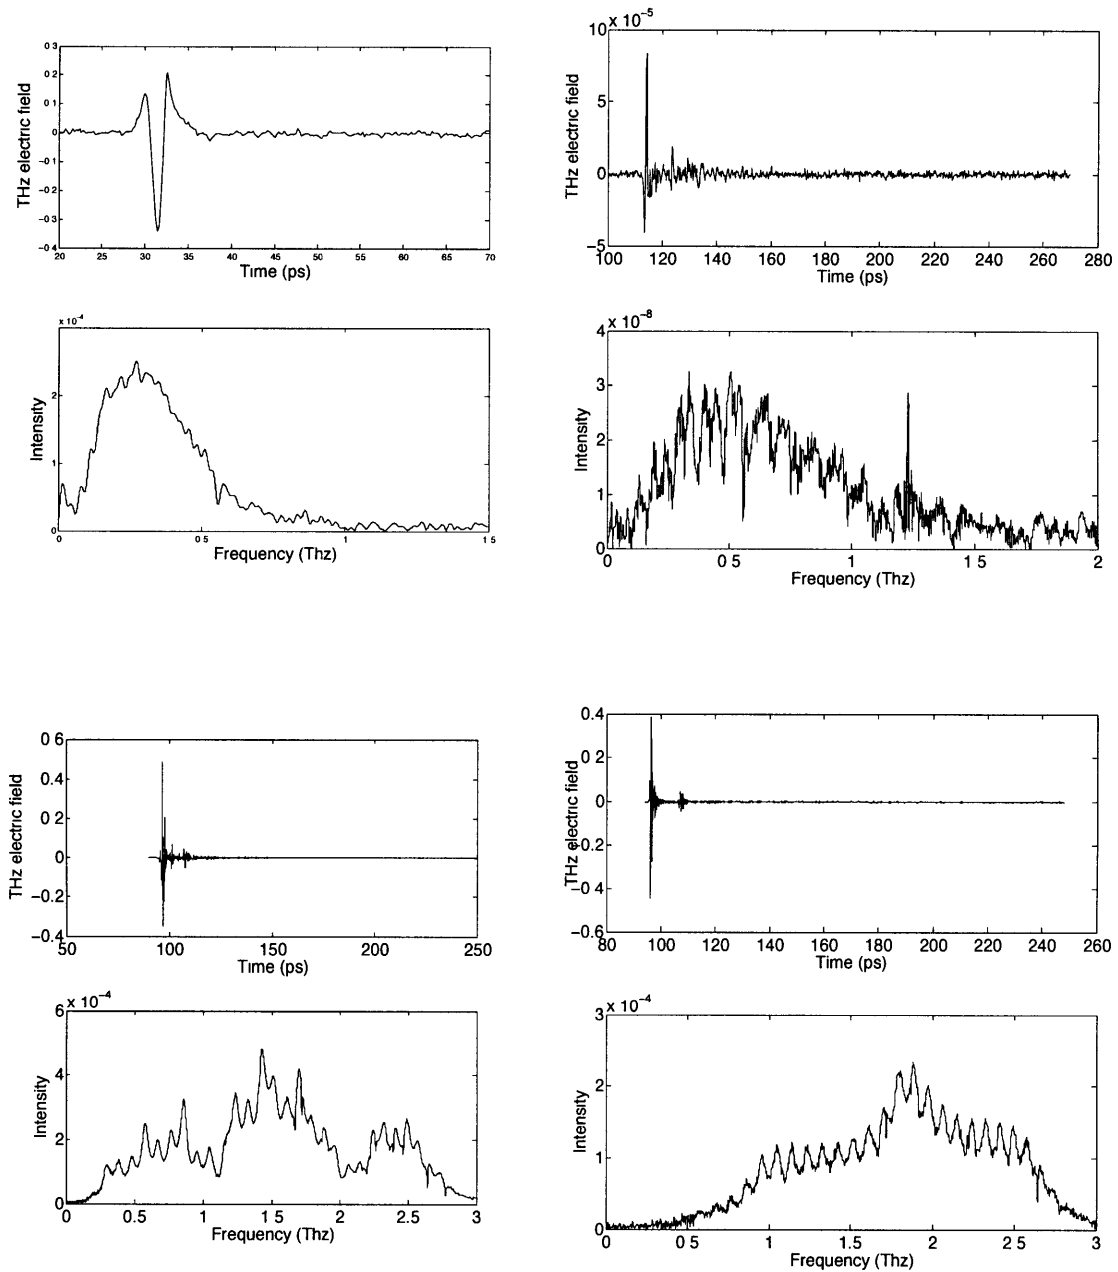 0 3
0 2
0 1
0
-0 1
-0 2
-0.3
-0 4
THz electric field
20 25 30 35 40 45 50 55 60 65 70
Time (ps)
10 x 10⁻⁵
5
0
-5
THz electric field
100 120 140 160 180 200 220 240 260 280
Time (ps)
x 10⁻⁴
2
1
0
Intensity
0 0 5 1 1 5
Frequency (Thz)
4 x 10⁻⁸
3
2
1
0
Intensity
0 0 5 1 1 5 2
Frequency (Thz)
0 6
0.4
0.2
0
-0.2
-0.4
THz electric field
50 100 150 200 250
Time (ps)
0.4
0 2
0
-0 2
-0 4
-0.6
THz electric field
80 100 120 140 160 180 200 220 240 260
Time (ps)
6 x 10⁻⁴
4
2
0
Intensity
0 0.5 1 1 5 2 2.5 3
Frequency (Thz)
3 x 10⁻⁴
2
1
0
Intensity
0 0 5 1 1.5 2 2.5 3
Frequency (Thz)